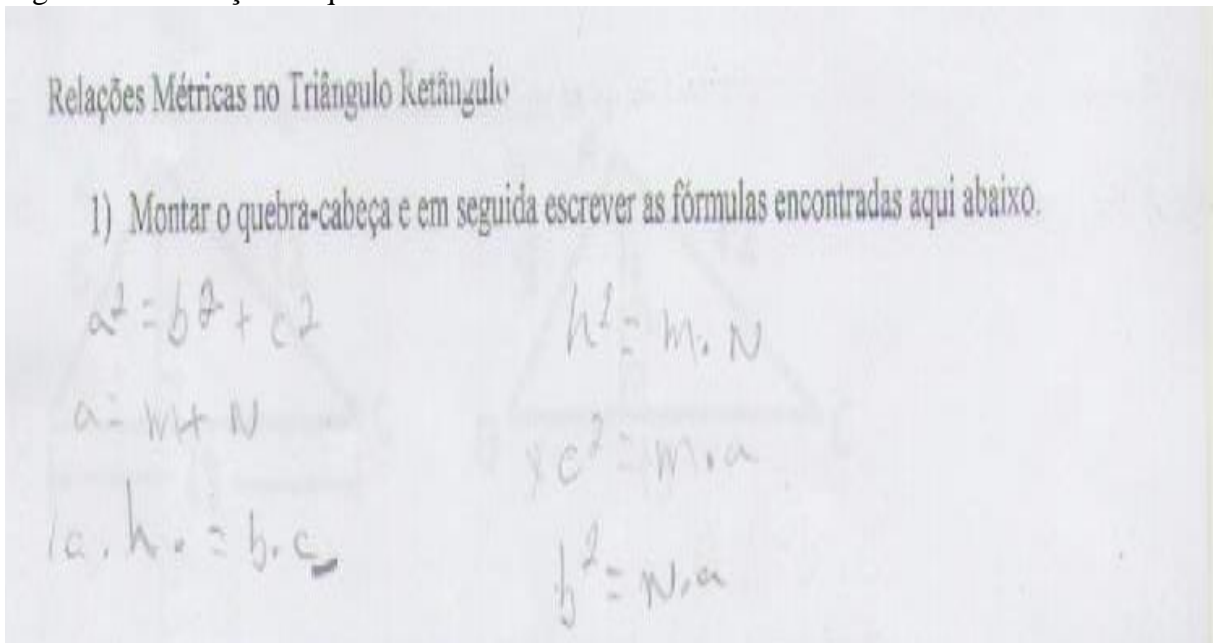 Relações Métricas no Triângulo Retângulo
1) Montar o quebra-cabeça e em seguida escrever as fórmulas encontradas aqui abaixo.
a² = b² + c²
a = m + N
a . h . = b . c
h² = m . N
c² = m . a
b² = N . a